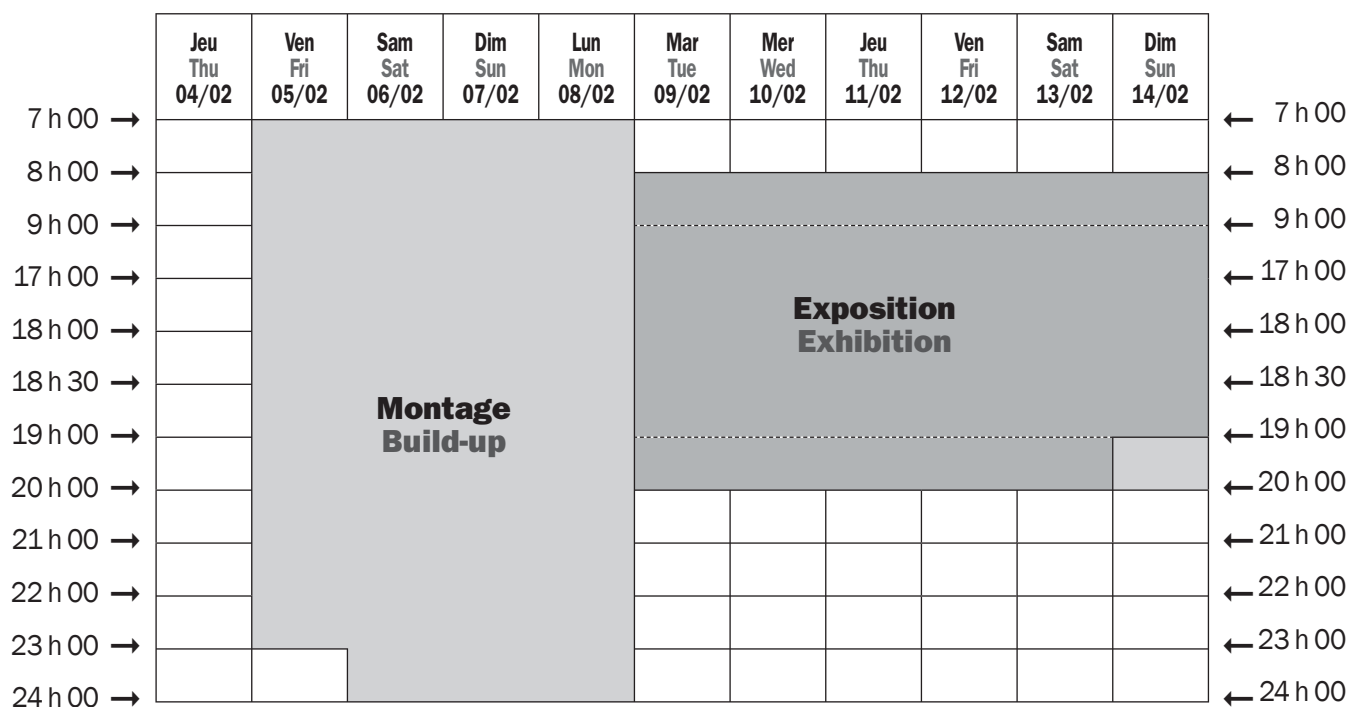 Jeu Ven Sam Dim Lun Mar Mer Jeu Ven Sam Dim
Thu Fri Sat Sun Mon Tue Wed Thu Fri Sat Sun
04/02 05/02 06/02 07/02 08/02 09/02 10/02 11/02 12/02 13/02 14/02
7 h 00 → ← 7 h 00
8 h 00 → ← 8 h 00
9 h 00 → ← 9 h 00
17 h 00 → ← 17 h 00
Exposition
18 h 00 → ← 18 h 00
Exhibition
18 h 30 → ← 18 h 30
Montage
19 h 00 → ← 19 h 00
Build-up
20 h 00 → ← 20 h 00
21 h 00 → ← 21 h 00
22 h 00 → ← 22 h 00
23 h 00 → ← 23 h 00
24 h 00 → ← 24 h 00